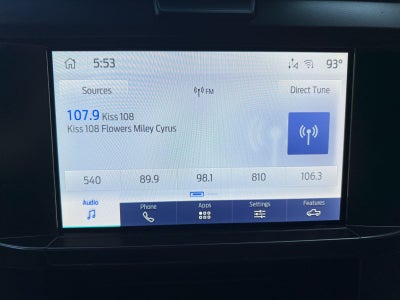 5:53
93°
Sources
FM
Direct Tune
107.9 Kiss 108
Kiss 108 Flowers Miley Cyrus
540 89.9 98.1 810 106.3
Audio Phone Apps Settings Features